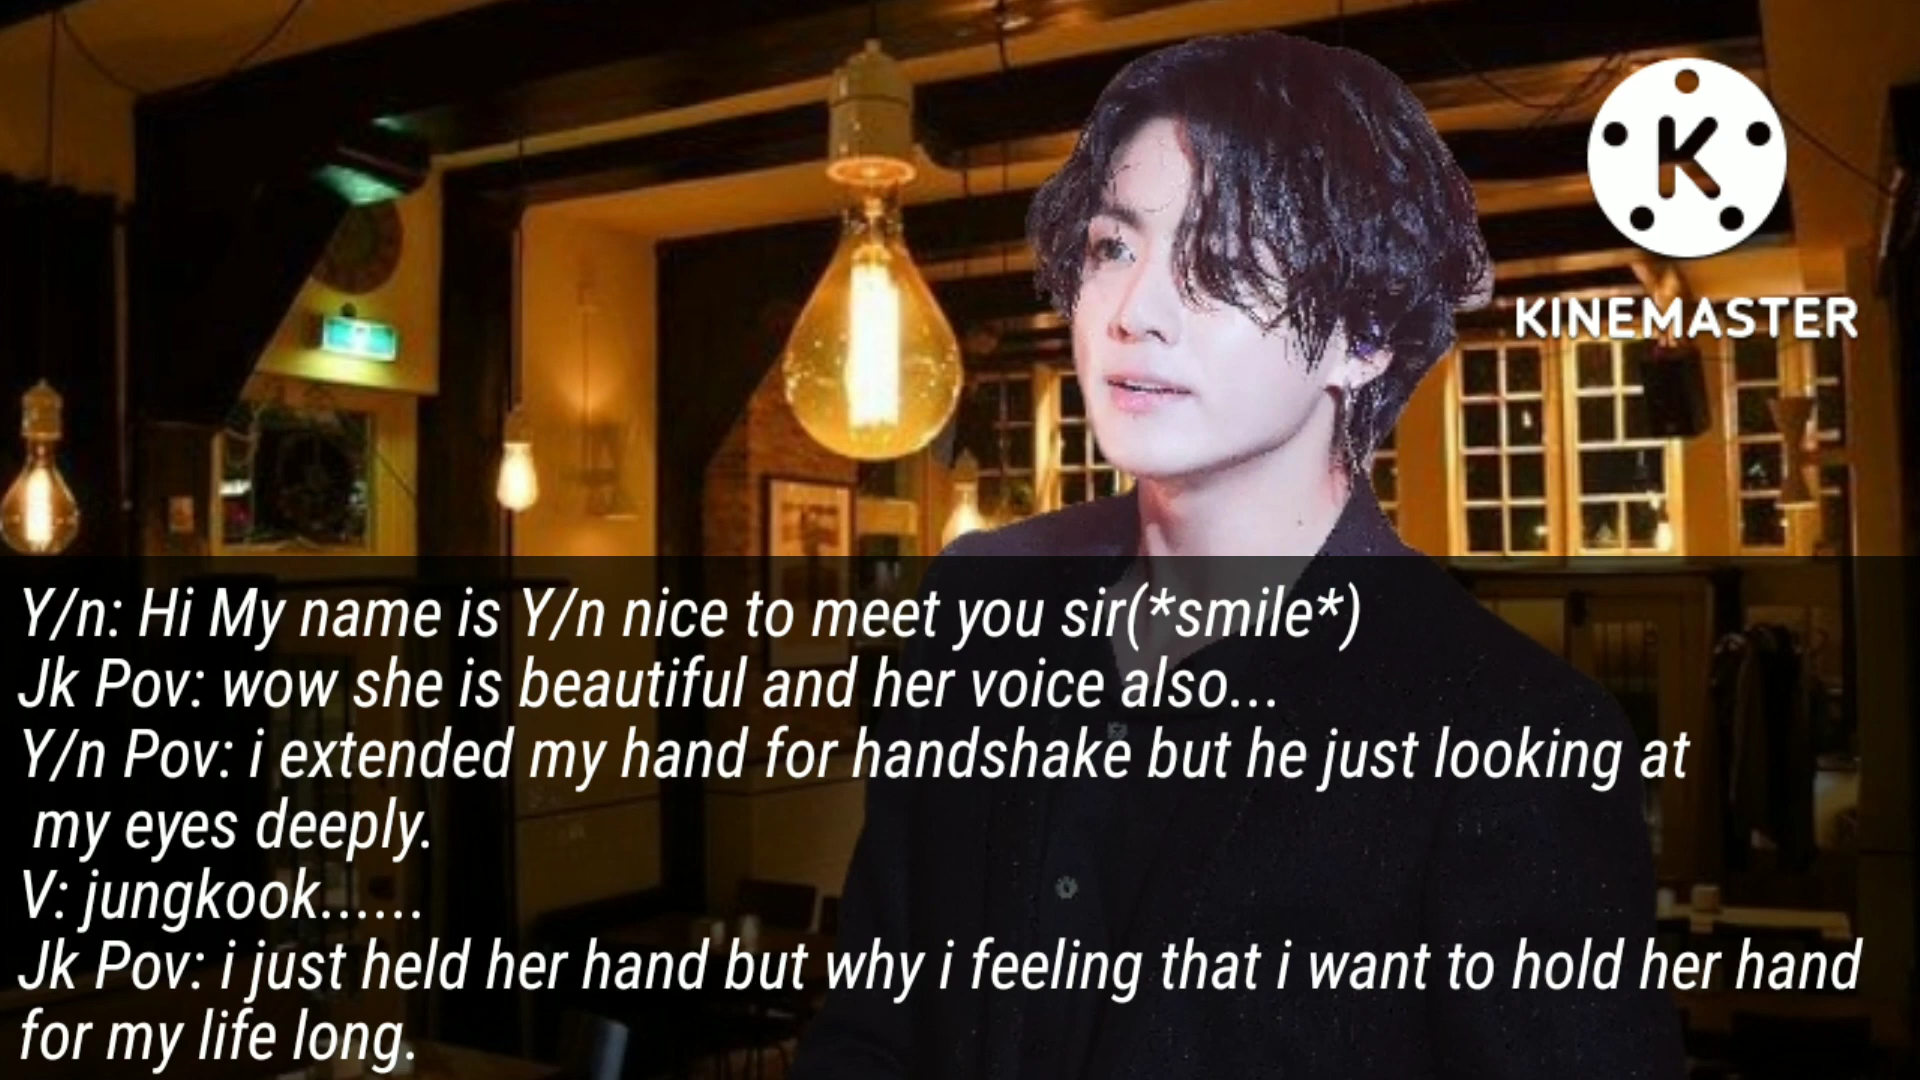 K
KINEMASTER
Y/n: Hi My name is Y/n nice to meet you sir(*smile*)
Jk Pov: wow she is beautiful and her voice also...
Y/n Pov: i extended my hand for handshake but he just looking at
my eyes deeply.
V: jungkook......
Jk Pov: i just held her hand but why i feeling that i want to hold her hand
for my life long.